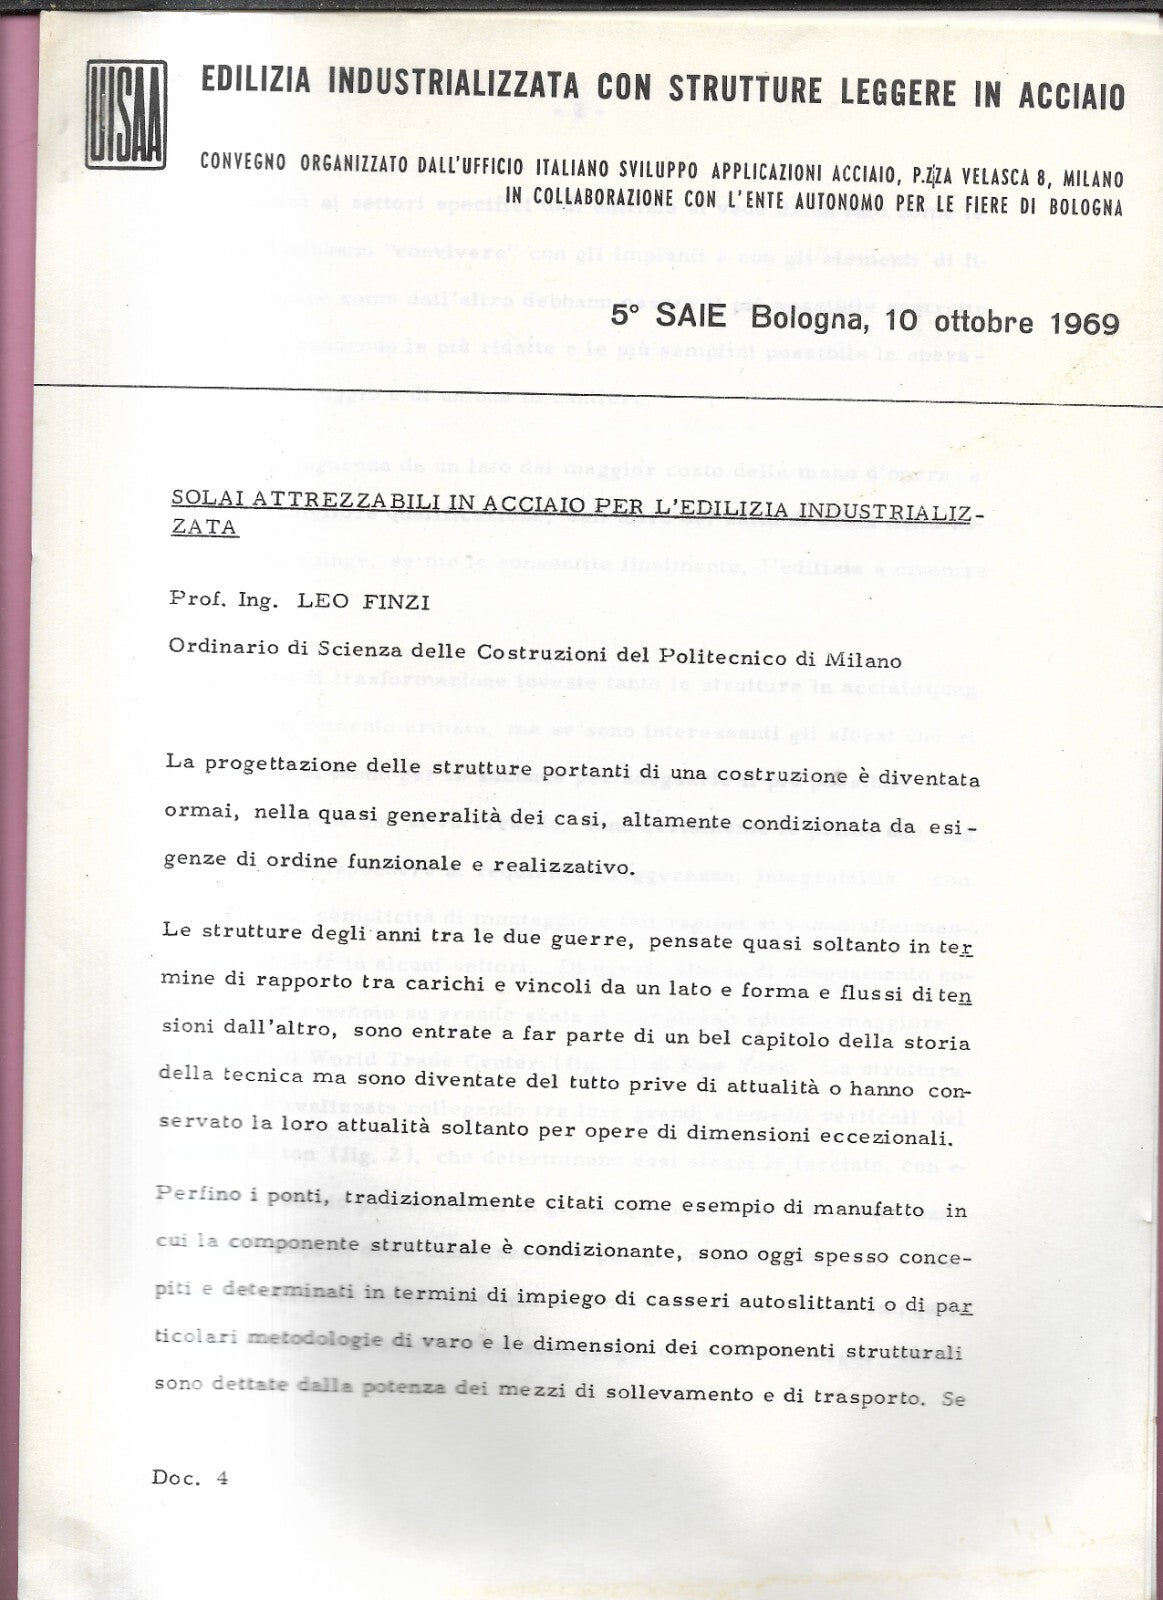 UISAA
EDILIZIA INDUSTRIALIZZATA CON STRUTTURE LEGGERE IN ACCIAIO
CONVEGNO ORGANIZZATO DALL'UFFICIO ITALIANO SVILUPPO APPLICAZIONI ACCIAIO, P.ZZA VELASCA 8, MILANO
IN COLLABORAZIONE CON L'ENTE AUTONOMO PER LE FIERE DI BOLOGNA
5° SAIE Bologna, 10 ottobre 1969
SOLAI ATTREZZABILI IN ACCIAIO PER L'EDILIZIA INDUSTRIALIZ-
ZATA
Prof. Ing. LEO FINZI
Ordinario di Scienza delle Costruzioni del Politecnico di Milano
La progettazione delle strutture portanti di una costruzione è diventata
ormai, nella quasi generalità dei casi, altamente condizionata da esi-
genze di ordine funzionale e realizzativo.
Le strutture degli anni tra le due guerre, pensate quasi soltanto in ter
mine di rapporto tra carichi e vincoli da un lato e forma e flussi di ten
sioni dall'altro, sono entrate a far parte di un bel capitolo della storia
della tecnica ma sono diventate del tutto prive di attualità o hanno con-
servato la loro attualità soltanto per opere di dimensioni eccezionali.
Perfino i ponti, tradizionalmente citati come esempio di manufatto in
cui la componente strutturale è condizionante, sono oggi spesso conce-
piti e determinati in termini di impiego di casseri autoslittanti o di par
ticolari metodologie di varo e le dimensioni dei componenti strutturali
sono dettate dalla potenza dei mezzi di sollevamento e di trasporto. Se
Doc. 4